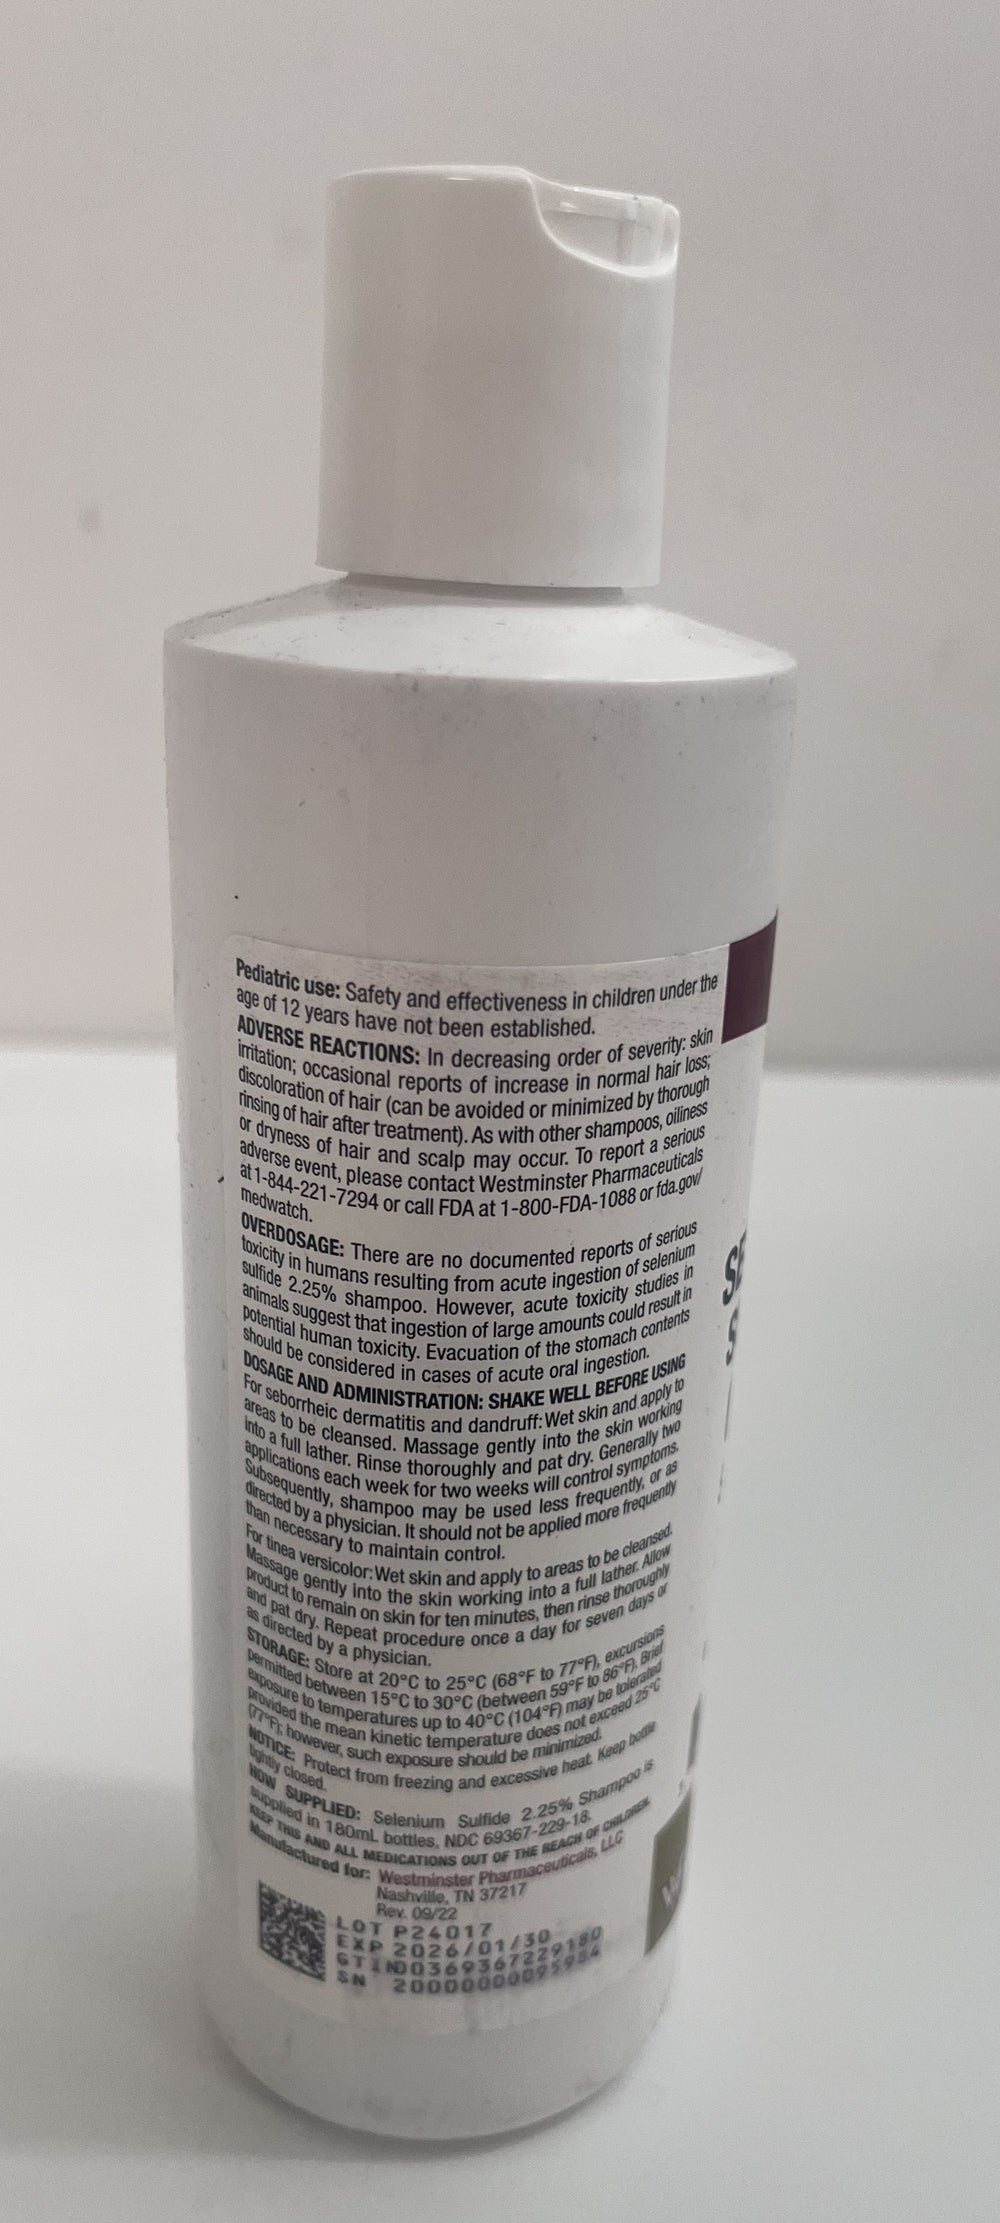 Pediatric use: Safety and effectiveness in children under the
age of 12 years have not been established.
ADVERSE REACTIONS: In decreasing order of severity: skin
irritation; occasional reports of increase in normal hair loss;
discoloration of hair (can be avoided or minimized by thorough
rinsing of hair after treatment). As with other shampoos, oiliness
or dryness of hair and scalp may occur. To report a serious
adverse event, please contact Westminster Pharmaceuticals
at 1-844-221-7294 or call FDA at 1-800-FDA-1088 or fda.gov/
medwatch.
OVERDOSAGE: There are no documented reports of serious
toxicity in humans resulting from acute ingestion of selenium
sulfide 2.25% shampoo. However, acute toxicity studies in
animals suggest that ingestion of large amounts could result in
potential human toxicity. Evacuation of the stomach contents
should be considered in cases of acute oral ingestion.
DOSAGE AND ADMINISTRATION: SHAKE WELL BEFORE USING
For seborrheic dermatitis and dandruff: Wet skin and apply to
areas to be cleansed. Massage gently into the skin working
into a full lather. Rinse thoroughly and pat dry. Generally two
applications each week for two weeks will control symptoms.
Subsequently, shampoo may be used less frequently, or as
directed by a physician. It should not be applied more frequently
than necessary to maintain control.
For tinea versicolor: Wet skin and apply to areas to be cleansed.
Massage gently into the skin working into a full lather. Allow
product to remain on skin for ten minutes, then rinse thoroughly
and pat dry. Repeat procedure once a day for seven days or
as directed by a physician.
STORAGE: Store at 20°C to 25°C (68°F to 77°F), excursions
permitted between 15°C to 30°C (between 59°F to 86°F). Brief
exposure to temperatures up to 40°C (104°F) may be tolerated
provided the mean kinetic temperature does not exceed 25°C
(77°F); however, such exposure should be minimized.
NOTICE: Protect from freezing and excessive heat. Keep bottle
tightly closed.
HOW SUPPLIED: Selenium Sulfide 2.25% Shampoo is
supplied in 180mL bottles, NDC 69367-229-18.
KEEP THIS AND ALL MEDICATIONS OUT OF THE REACH OF CHILDREN.
Manufactured for: Westminster Pharmaceuticals, LLC
Nashville, TN 37217
Rev. 09/22
LOT P24017
EXP 2026/01/30
GTIN00369367229180
SN 20000000095984